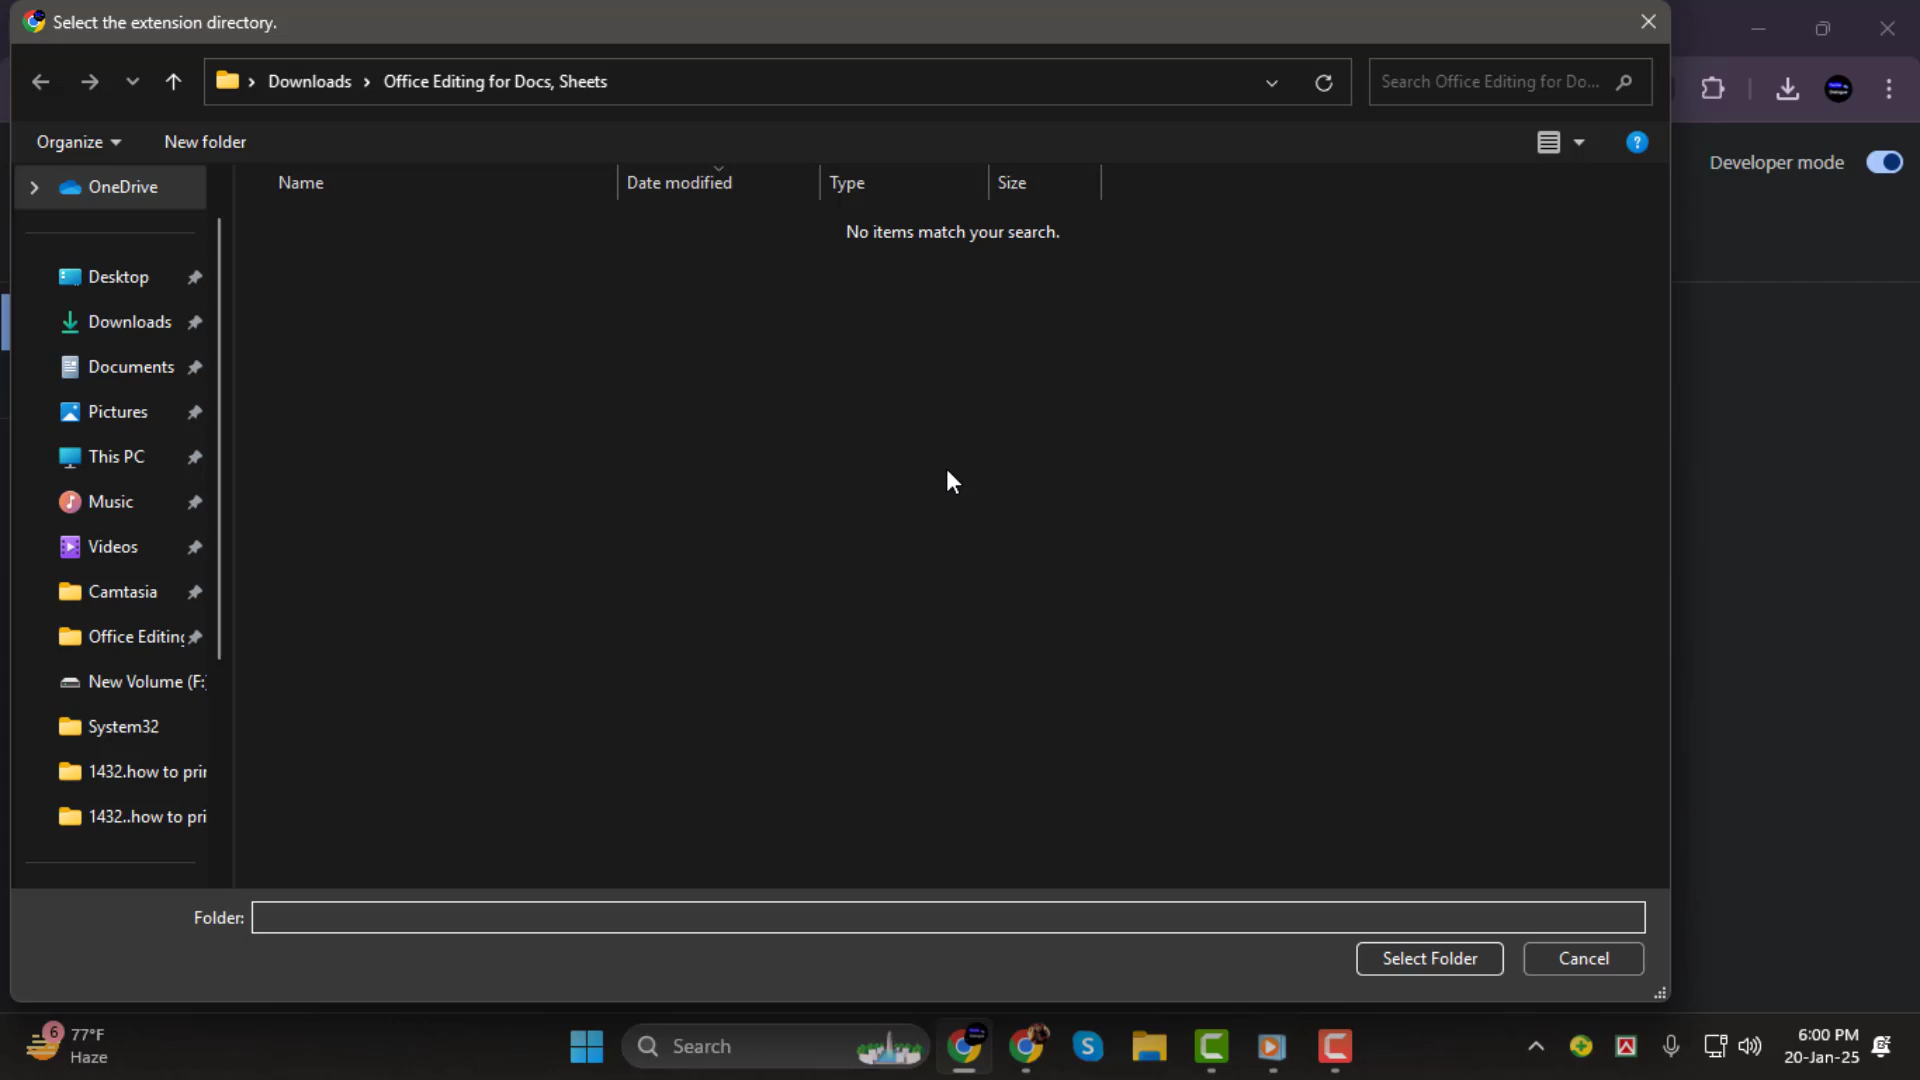 Select the extension directory.
Downloads Office Editing for Docs, Sheets
Search Office Editing for Do...
Organize
New folder
Developer mode
OneDrive
Name
Date modified
Type
Size
No items match your search.
Desktop
Downloads
Documents
Pictures
This PC
Music
Videos
Camtasia
Office Editing
New Volume (F:)
System32
1432.how to prin
1432..how to pri
Folder:
Select Folder
Cancel
6
77°F
Haze
Search
6:00 PM
20-Jan-25